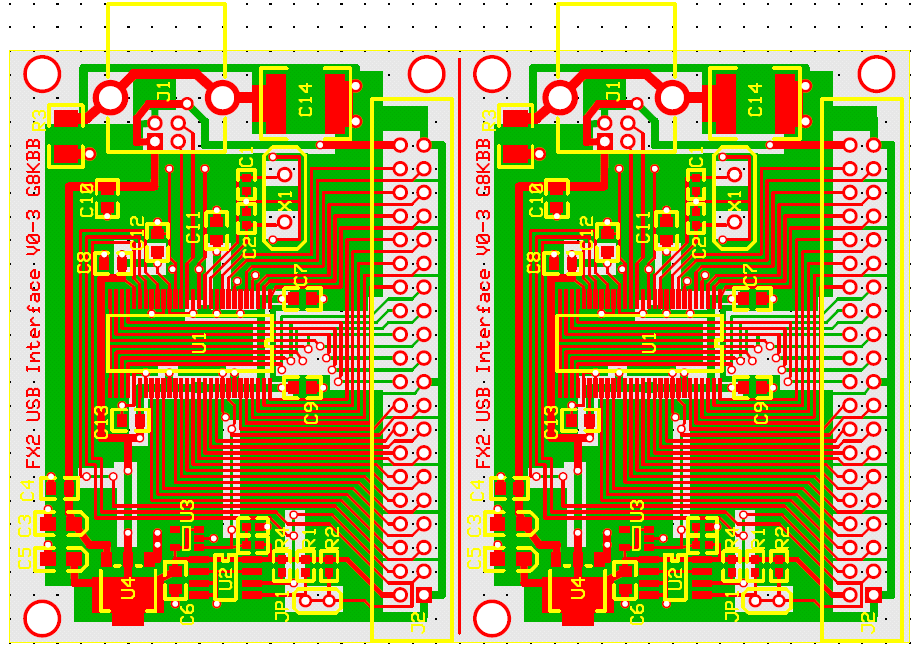 J1
C14
R3
FX2 USB Interface V0-3 G8KBB
C10
C1
X1
C12
C11
C2
C8
C7
U1
C9
C13
C4
C3
C5
U3
R4
R1
R2
U4
U2
C6
JP1
J2
J1
C14
R3
FX2 USB Interface V0-3 G8KBB
C10
C1
X1
C12
C11
C2
C8
C7
U1
C9
C13
C4
C3
C5
U3
R4
R1
R2
U4
U2
C6
JP1
J2